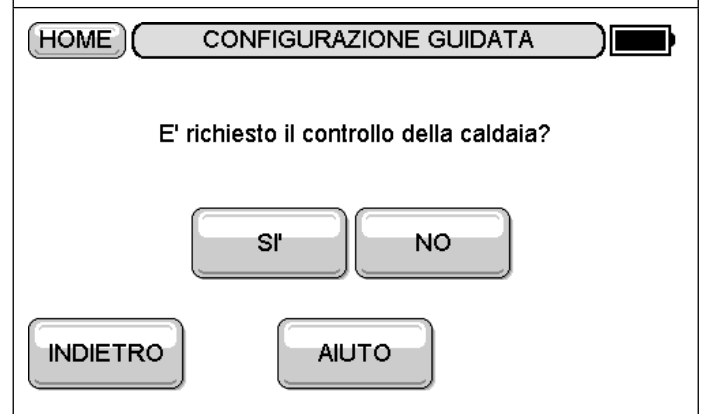 HOME CONFIGURAZIONE GUIDATA
E' richiesto il controllo della caldaia?
SI' NO
INDIETRO AIUTO